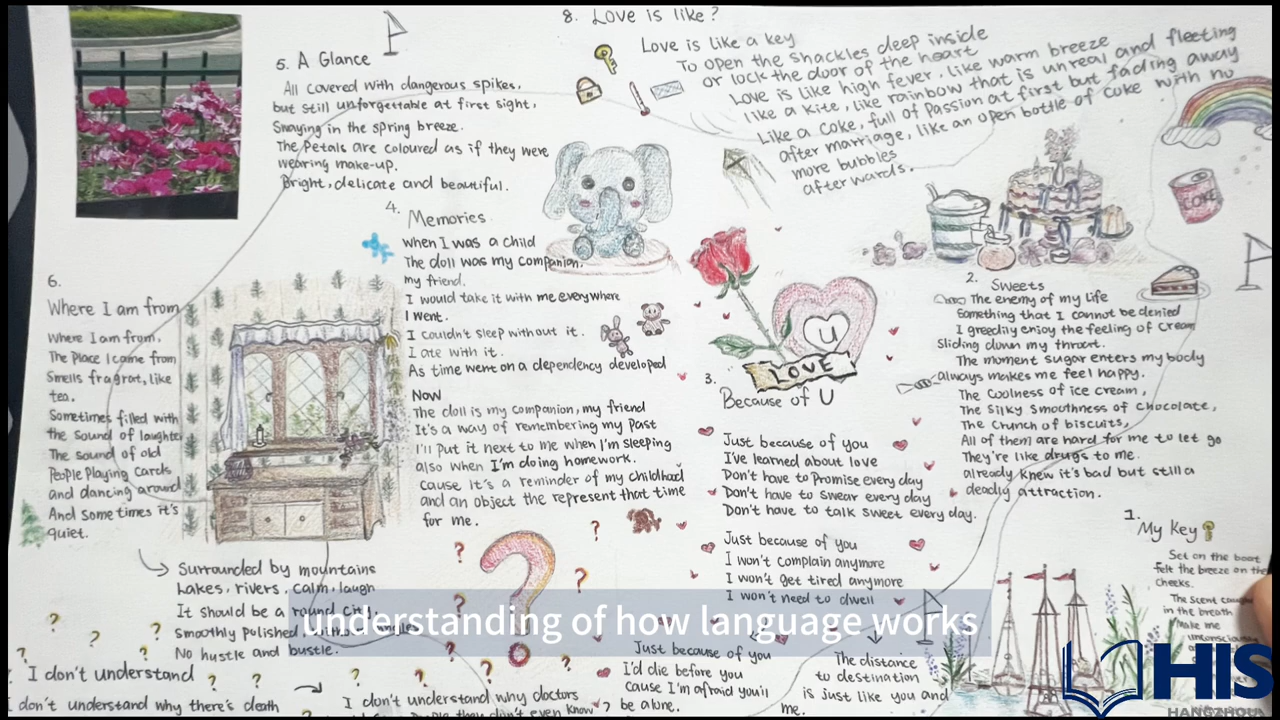 8. Love is like?
Love is like a key
To open the shackles deep inside
or lock the door of the heart
Love is like high fever, like warm breeze
like a kite, like rainbow that is unreal and fleeting
Like a coke, full of passion at first but fading away
after marriage, like an open bottle of coke with no
more bubbles
afterwards.
COKE
5. A Glance
All covered with dangerous spikes,
but still unforgettable at first sight,
Swaying in the spring breeze.
The Petals are coloured as if they were
wearing make-up.
Bright, delicate and beautiful.
4.
Memories
when I was a child
The doll was my companion,
my friend.
I would take it with me everywhere
I went.
I couldn't sleep without it.
I ate with it.
As time went on a dependency developed
Now
The doll is my companion, my friend
It's a way of remembering my past
I'll put it next to me when I'm sleeping
also when I'm doing homework.
cause it's a reminder of my childhood
and an object the represent that time
for me.
6.
Where I am from
Where I am from,
The place I came from
Smells fragrat, like
tea.
Sometimes filled with
the sound of laughter
The sound of old
People Playing Cards
and dancing around
And sometimes it's
quiet.
Surrounded by mountains
Lakes, rivers, calm, laugh
It should be a round city.
Smoothly polished
No hustle and bustle.
U
LOVE
3.
Because of U
Just because of you
I've learned about love
Don't have to Promise every day
Don't have to swear every day
Don't have to talk sweet every day.
Just because of you
I won't complain anymore
I won't get tired anymore
I won't need to dwell
Just because of you
I'd die before you
Cause I'm afraid you'll
be alone.
2.
Sweets
The enemy of my life
Something that I cannot be denied
I greedily enjoy the feeling of cream
Sliding down my throat.
The moment sugar enters my body
always makes me feel happy.
The Coolness of ice cream,
The Silky Smoothness of chocolate,
The Crunch of biscuits,
All of them are hard for me to let go
They're like drugs to me.
already knew it's bad but still a
deadly attraction.
1.
My Key
Set on the boat
felt the breeze on the
cheeks.
The scent caught
in the breath
make me
unconsciously
The distance
to destination
is just like you and
me.
I don't understand
I don't understand why there's death
I don't understand why doctors
People they don't even know
understanding of how language works
HIS
HANGZHOU